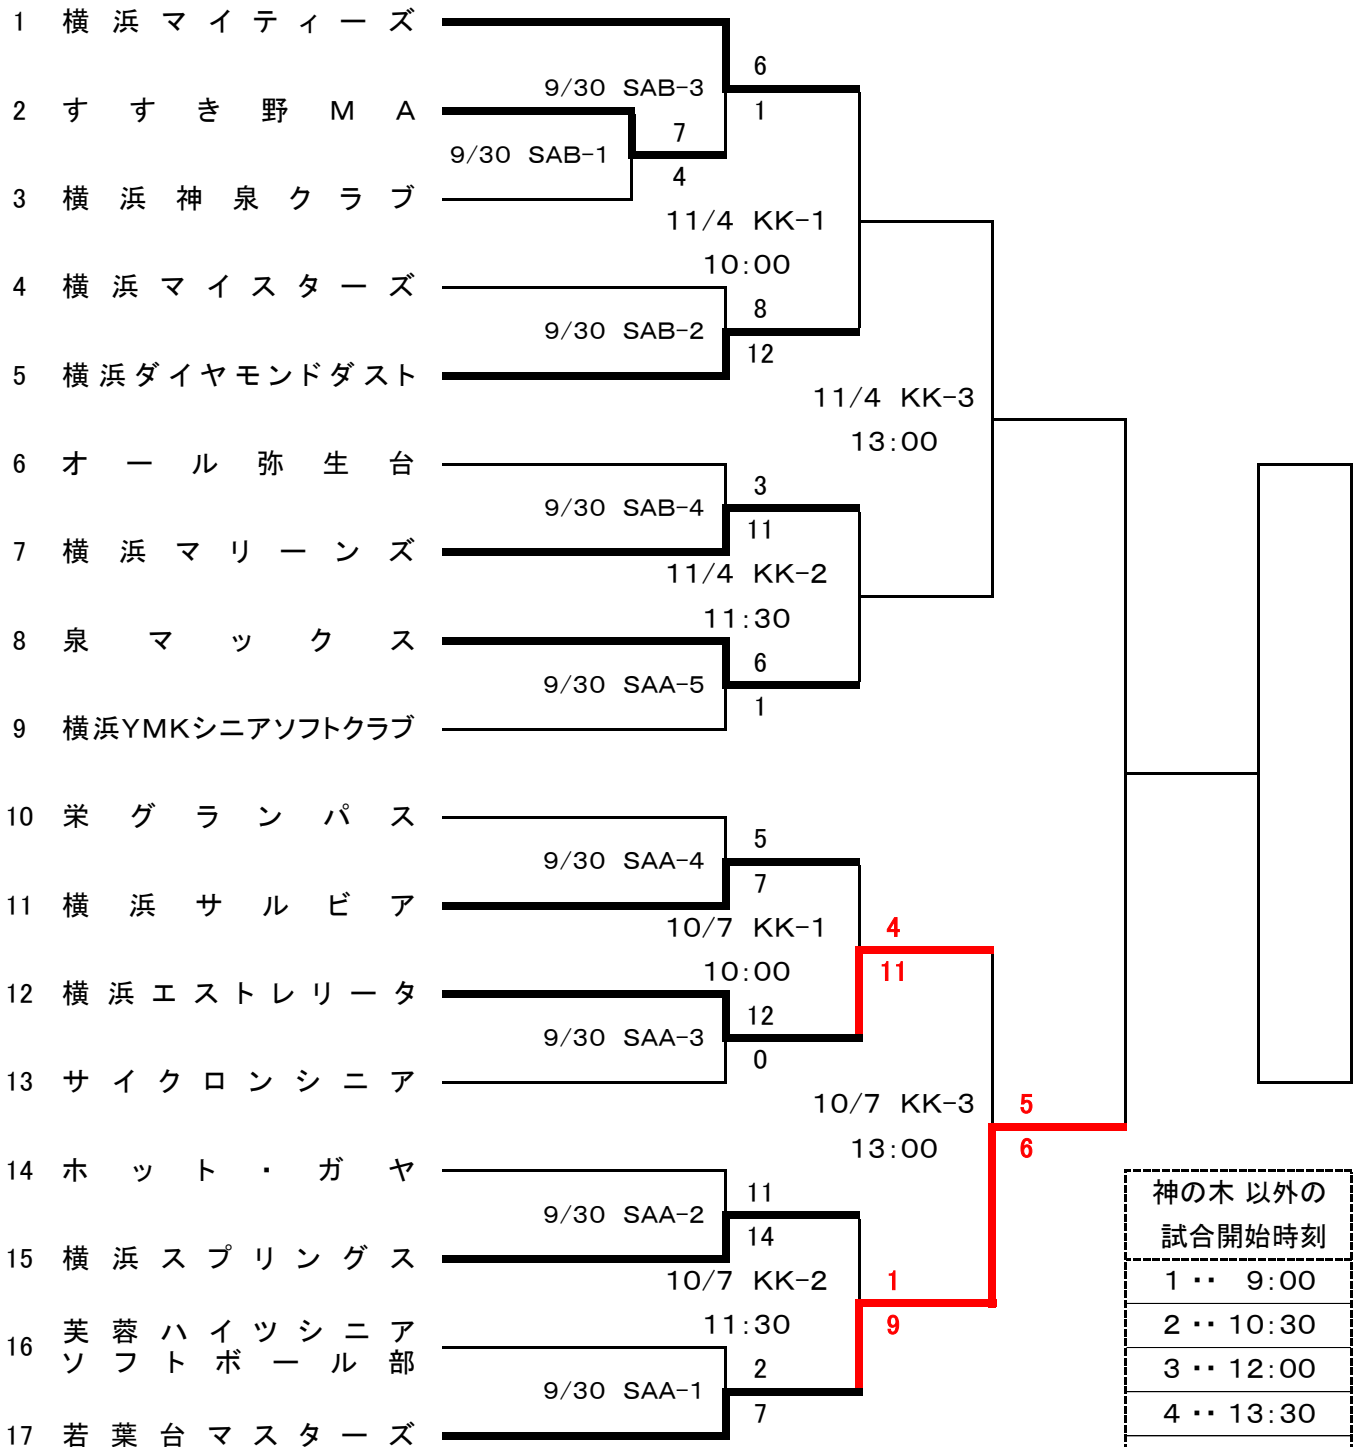 1 横浜マイティーズ
6
9/30 SAB-3
2 すすき野MA
1
7
9/30 SAB-1
4
3 横浜神泉クラブ
11/4 KK-1
10:00
4 横浜マイスターズ
8
9/30 SAB-2
12
5 横浜ダイヤモンドダスト
11/4 KK-3
13:00
6 オール弥生台
3
9/30 SAB-4
11
7 横浜マリーンズ
11/4 KK-2
11:30
8 泉マックス
6
9/30 SAA-5
1
9 横浜YMKシニアソフトクラブ
10 栄グランパス
5
9/30 SAA-4
7
11 横浜サルビア
10/7 KK-1
4
10:00
11
12 横浜エストレリータ
12
9/30 SAA-3
0
13 サイクロンシニア
10/7 KK-3
5
13:00
6
14 ホット・ガヤ
11
9/30 SAA-2
14
15 横浜スプリングス
10/7 KK-2
1
11:30
9
16 芙蓉ハイツシニア
ソフトボール部
2
9/30 SAA-1
7
17 若葉台マスターズ
神の木 以外の
試合開始時刻
1 ‥ 9:00
2 ‥ 10:30
3 ‥ 12:00
4 ‥ 13:30